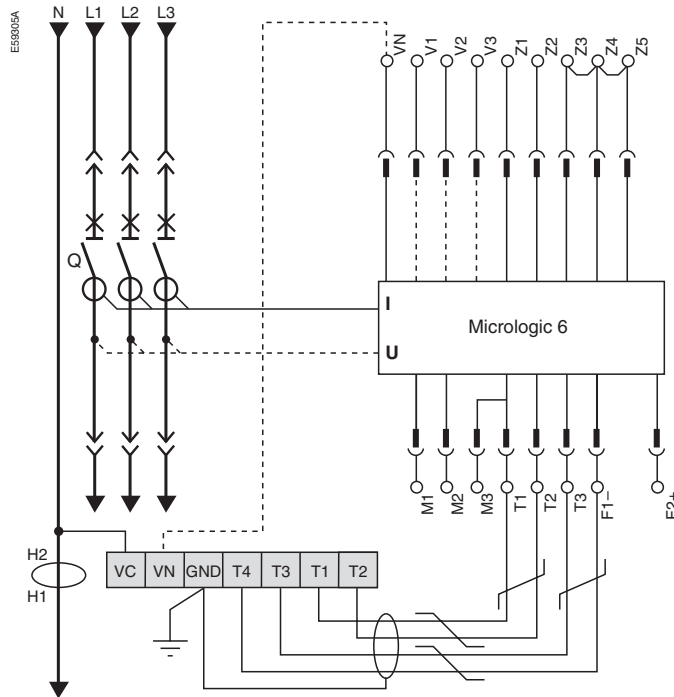 E59305A
N L1 L2 L3
VN V1 V2 V3 Z1 Z2 Z3 Z4 Z5
Q
I
Micrologic 6
U
M1 M2 M3 T1 T2 T3 F1– F2+
H2
H1
VC VN GND T4 T3 T1 T2